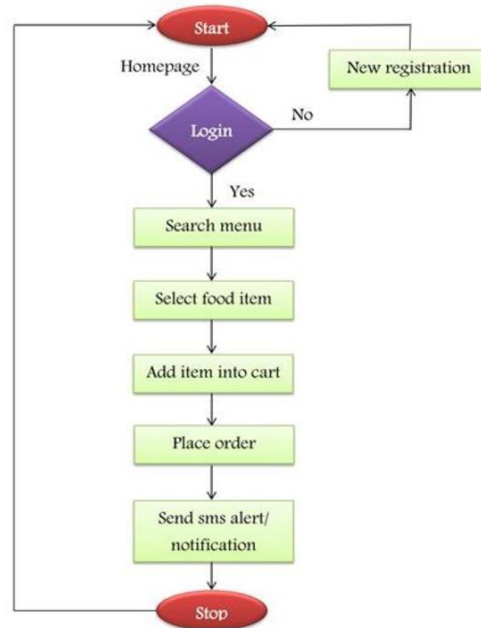 Start
Homepage
New registration
Login
No
Yes
Search menu
Select food item
Add item into cart
Place order
Send sms alert/
notification
Stop